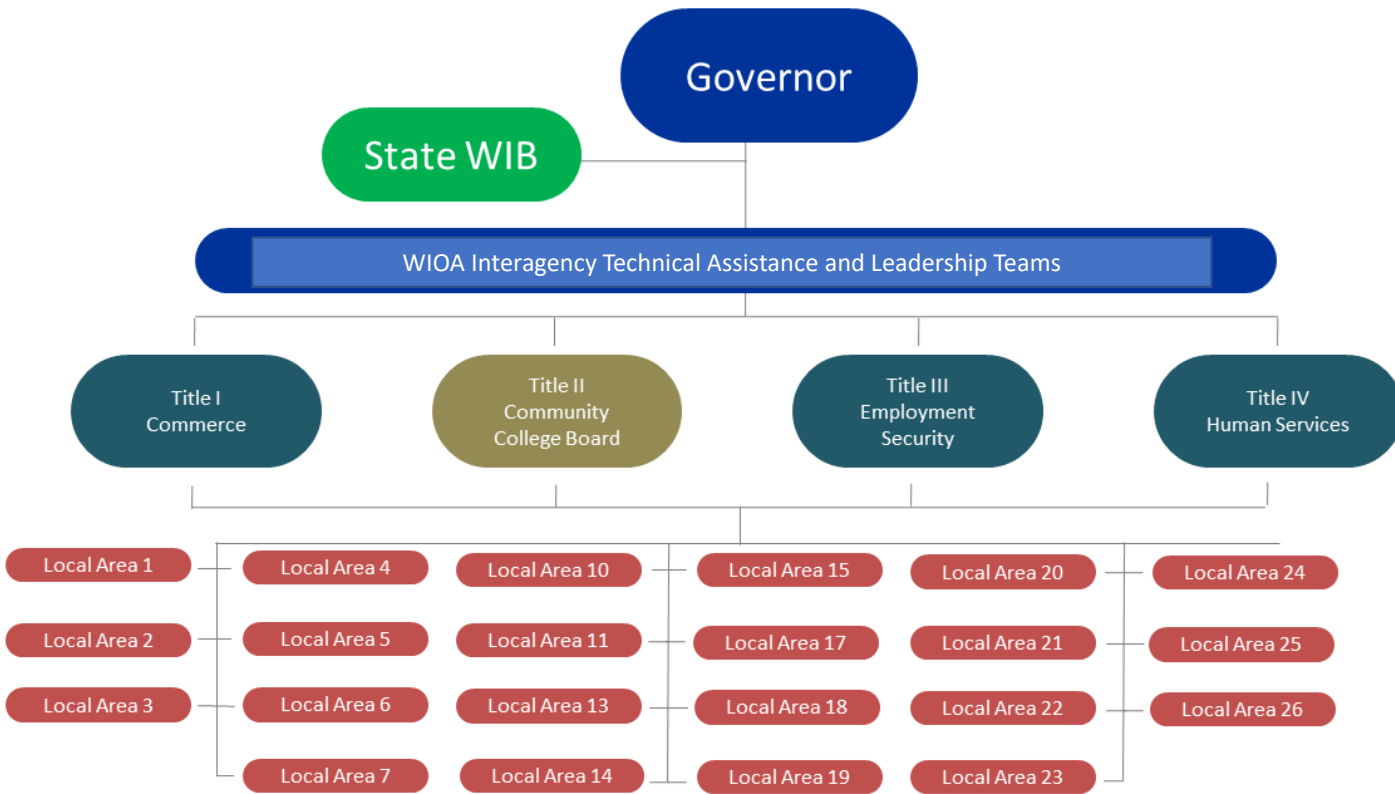 Governor
State WIB
WIOA Interagency Technical Assistance and Leadership Teams
Title I
Commerce
Title II
Community
College Board
Title III
Employment
Security
Title IV
Human Services
Local Area 1
Local Area 4
Local Area 10
Local Area 15
Local Area 20
Local Area 24
Local Area 2
Local Area 5
Local Area 11
Local Area 17
Local Area 21
Local Area 25
Local Area 3
Local Area 6
Local Area 13
Local Area 18
Local Area 22
Local Area 26
Local Area 7
Local Area 14
Local Area 19
Local Area 23